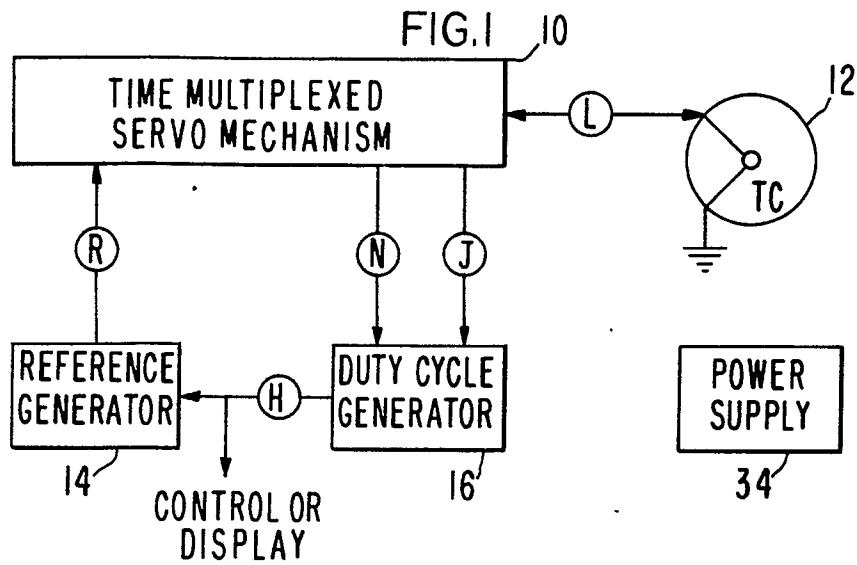 FIG.1
10
TIME MULTIPLEXED
SERVO MECHANISM
L
12
TC
R
N
J
REFERENCE
GENERATOR
H
DUTY CYCLE
GENERATOR
POWER
SUPPLY
14
16
34
CONTROL OR
DISPLAY